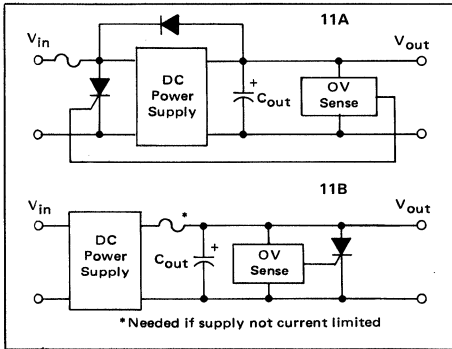 11A
Vin
Vout
DC
Power
Supply
+
Cout
OV
Sense
11B
Vin
Vout
DC
Power
Supply
*
+
Cout
OV
Sense
*Needed if supply not current limited